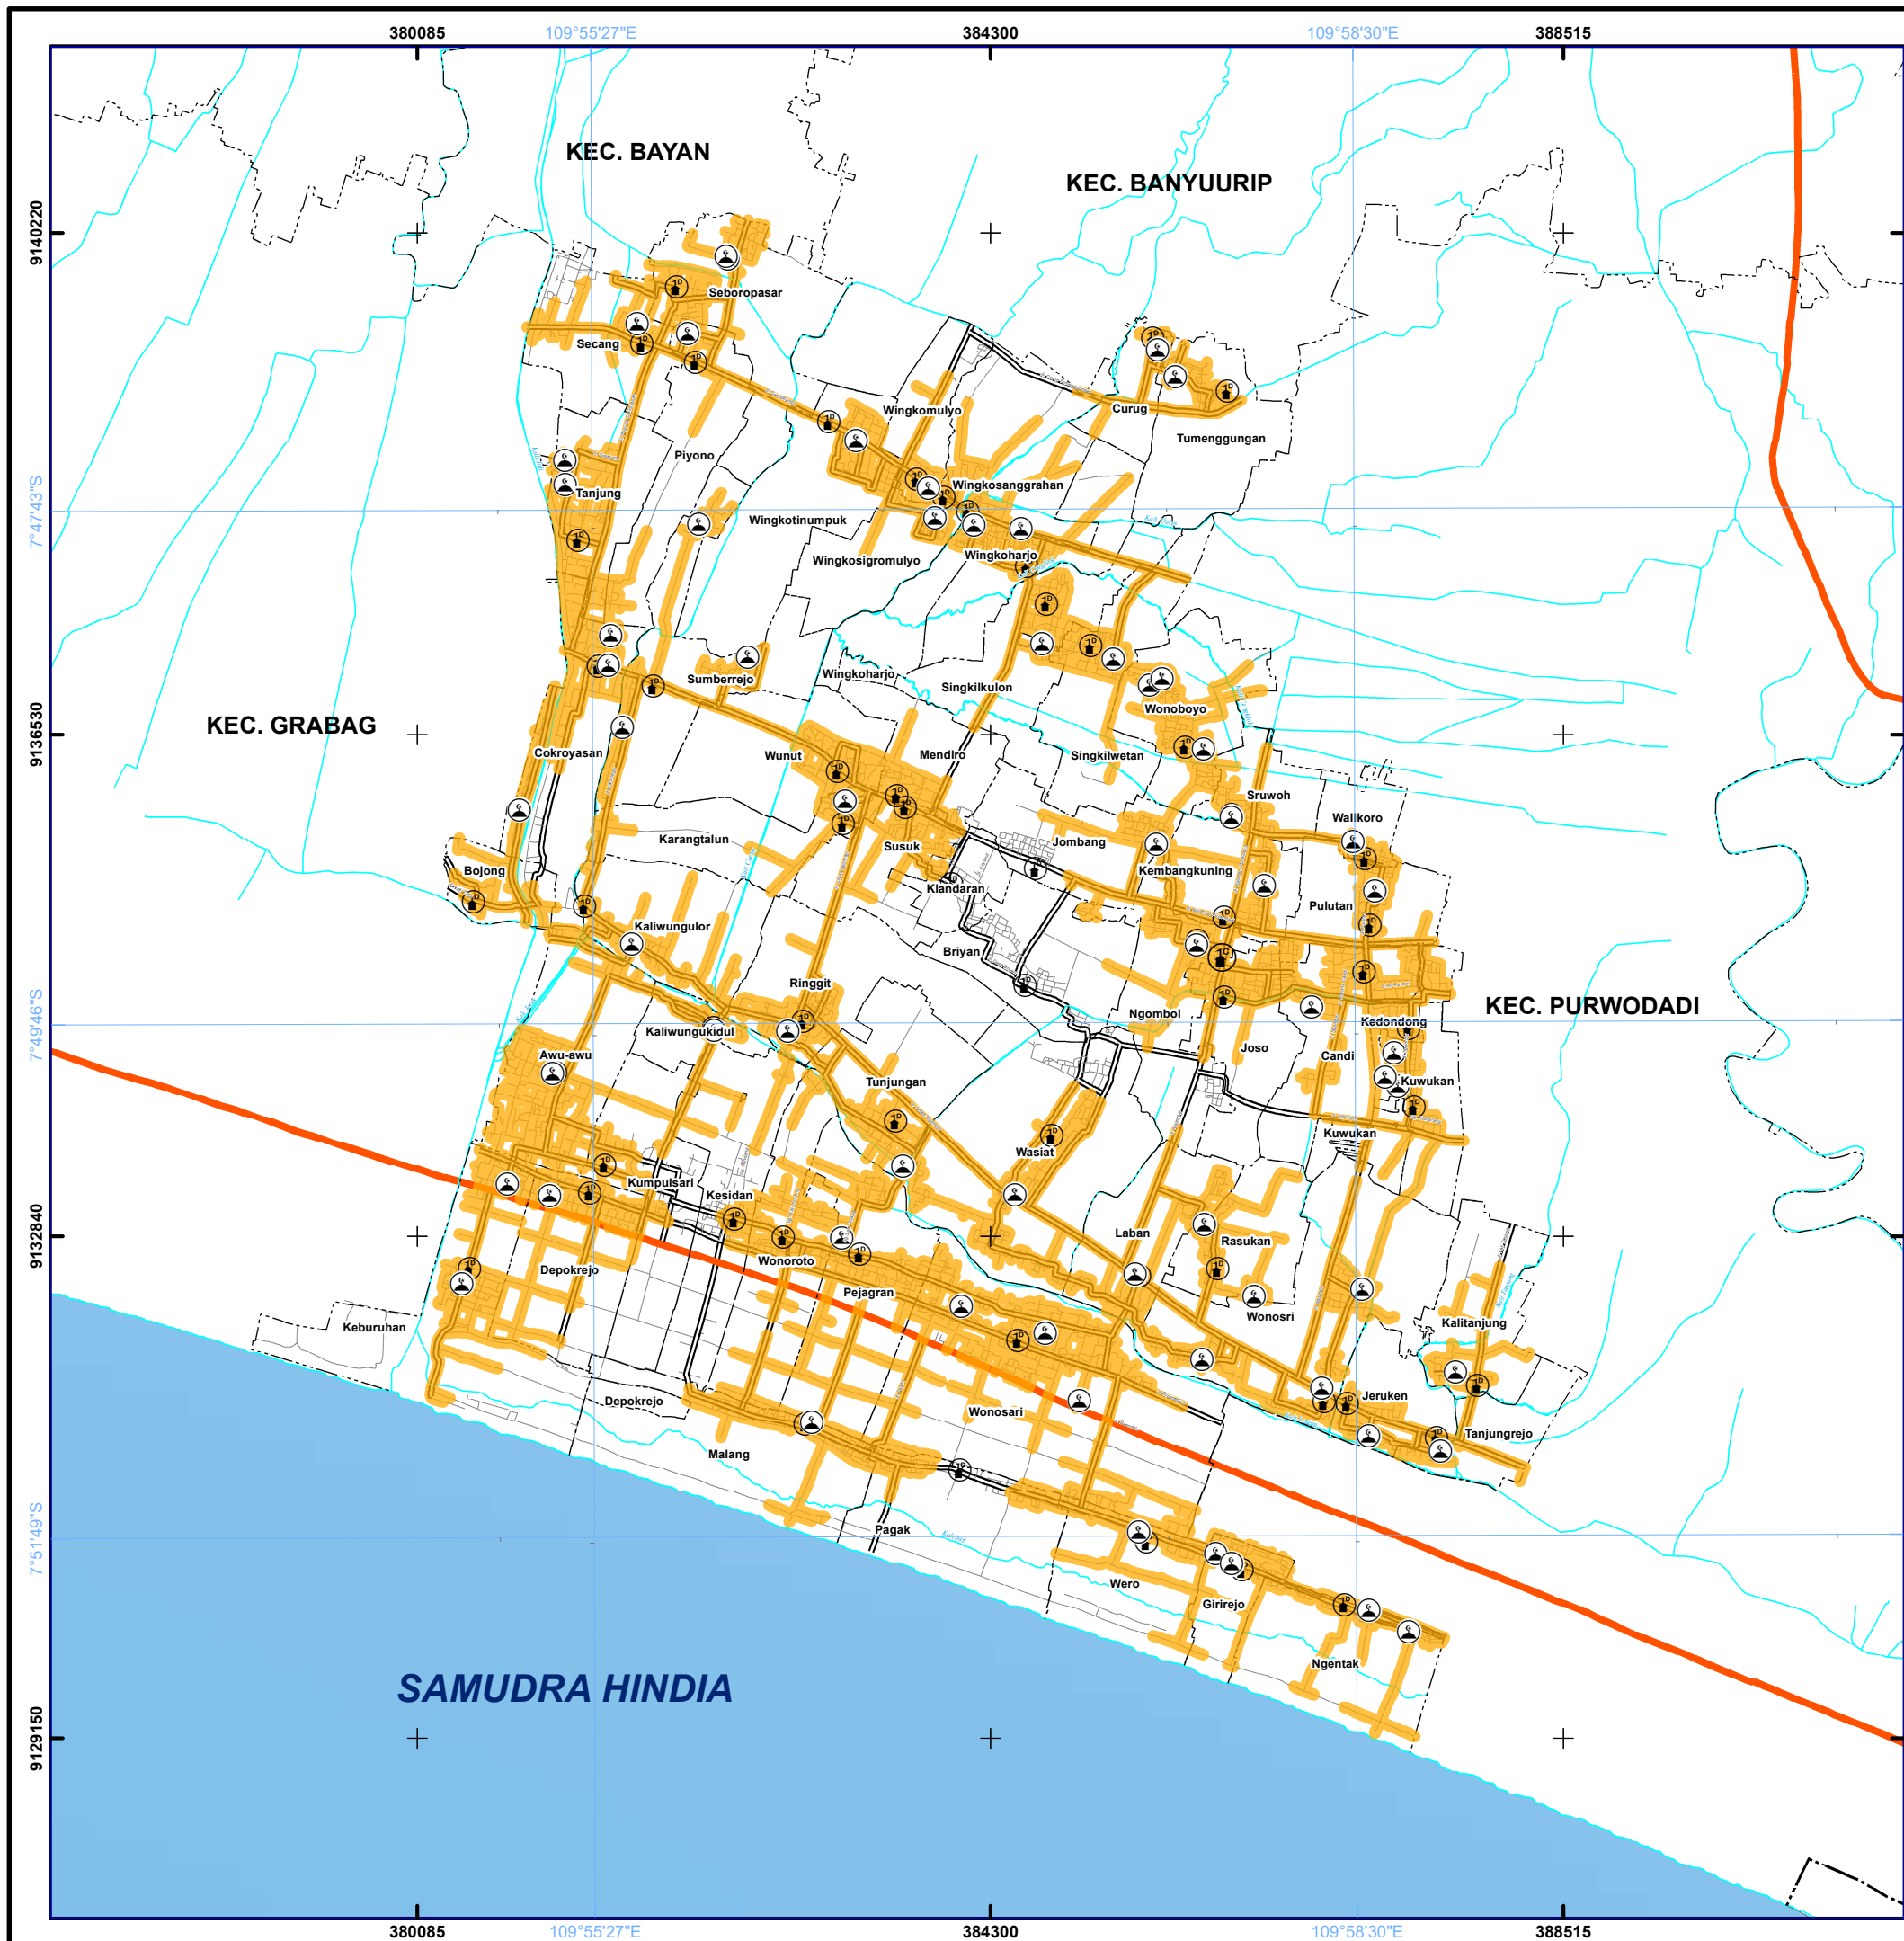 380085
109°55'27"E
384300
109°58'30"E
388515
KEC. BAYAN
KEC. BANYUURIP
9140220
Seboropasar
Secang
Wingkomulyo
Curug
Tumenggungan
Piyono
7°47'43"S
Tanjung
Wingkosanggrahan
Wingkotinumpuk
Wingkosigromulyo
Wingkoharjo
Sumberrejo
Wingkoharjo
Singkilkulon
Wonoboyo
KEC. GRABAG
9136530
Cokroyasan
Wunut
Mendiro
Singkilwetan
Sruwoh
Walikoro
Karangtalun
Susuk
Jombang
Bojong
Klandaran
Kembangkuning
Pulutan
Kaliwungulor
Briyan
Ringgit
Ngombol
KEC. PURWODADI
7°49'46"S
Kaliwungukidul
Kedondong
Awu-awu
Joso
Candi
Tunjungan
Kuwukan
Wasiat
Kuwukan
Kumpulsari
Kesidan
9132840
Laban
Rasukan
Wonoroto
Depokrejo
Pejagran
Wonosri
Kalitanjung
Keburuhan
Depokrejo
Wonosari
Jeruken
Tanjungrejo
Malang
7°51'49"S
Pagak
Wero
Girirejo
Ngentak
SAMUDRA HINDIA
9129150
380085
109°55'27"E
384300
109°58'30"E
388515